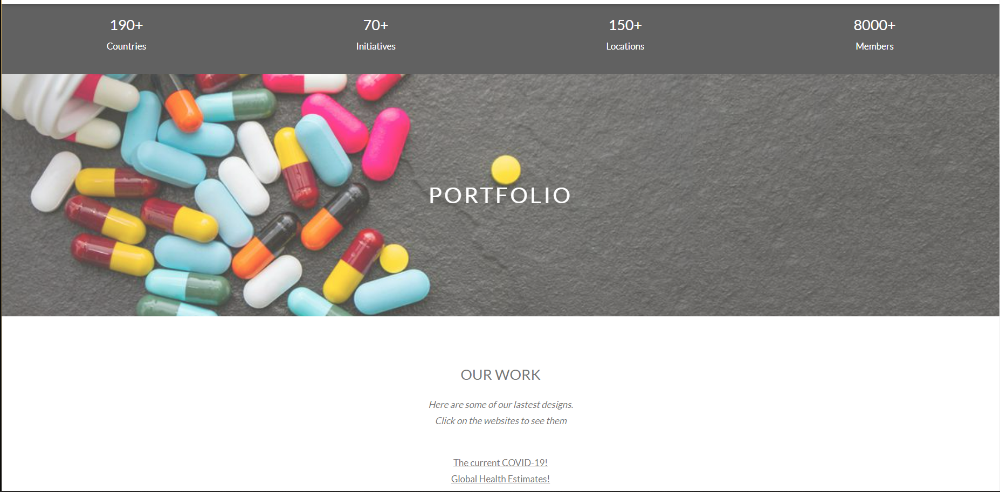 190+ 70+ 150+ 8000+
Countries Initiatives Locations Members
PORTFOLIO
OUR WORK
Here are some of our lastest designs.
Click on the websites to see them
The current COVID-19!
Global Health Estimates!